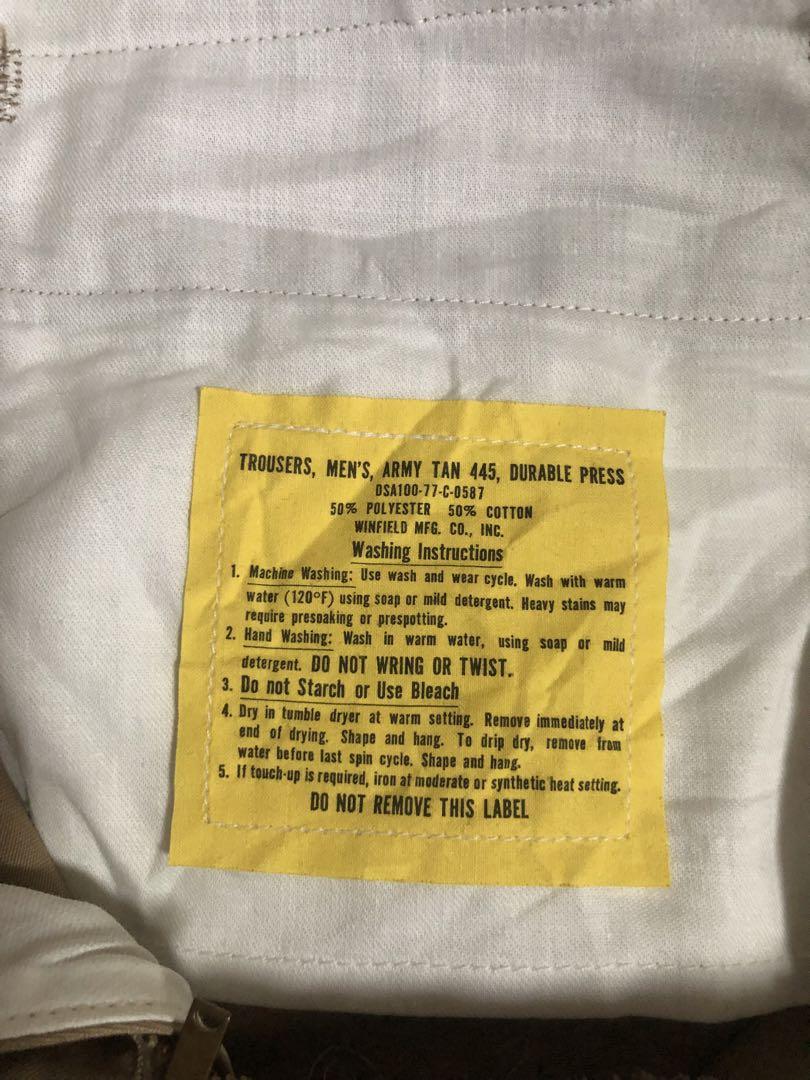 TROUSERS, MEN'S, ARMY TAN 445, DURABLE PRESS
DSA100-77-C-0587
50% POLYESTER 50% COTTON
WINFIELD MFG. CO., INC.
Washing Instructions
1. Machine Washing: Use wash and wear cycle. Wash with warm
water (120°F) using soap or mild detergent. Heavy stains may
require presoaking or prespotting.
2. Hand Washing: Wash in warm water, using soap or mild
detergent. DO NOT WRING OR TWIST.
3. Do not Starch or Use Bleach
4. Dry in tumble dryer at warm setting. Remove immediately at
end of drying. Shape and hang. To drip dry, remove from
water before last spin cycle. Shape and hang.
5. If touch-up is required, iron at moderate or synthetic heat setting.
DO NOT REMOVE THIS LABEL